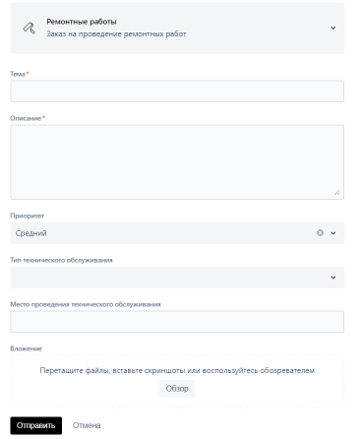 Ремонтные работы
Заказ на проведение ремонтных работ
Тема*
Описание*
Приоритет
Средний
Тип технического обслуживания
Место проведения технического обслуживания
Вложение
Перетащите файлы, вставьте скриншоты или воспользуйтесь обозревателем
Обзор
Отправить Отмена